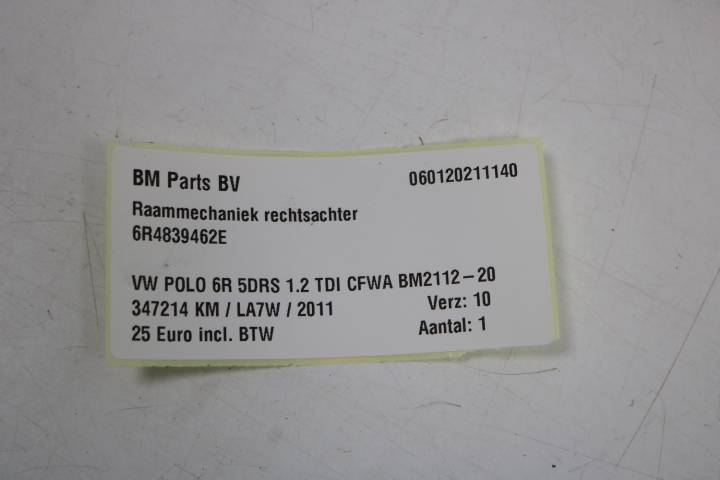 BM Parts BV 060120211140
Raammechaniek rechtsachter
6R4839462E
VW POLO 6R 5DRS 1.2 TDI CFWA BM2112-20
347214 KM / LA7W / 2011 Verz: 10
25 Euro incl. BTW Aantal: 1